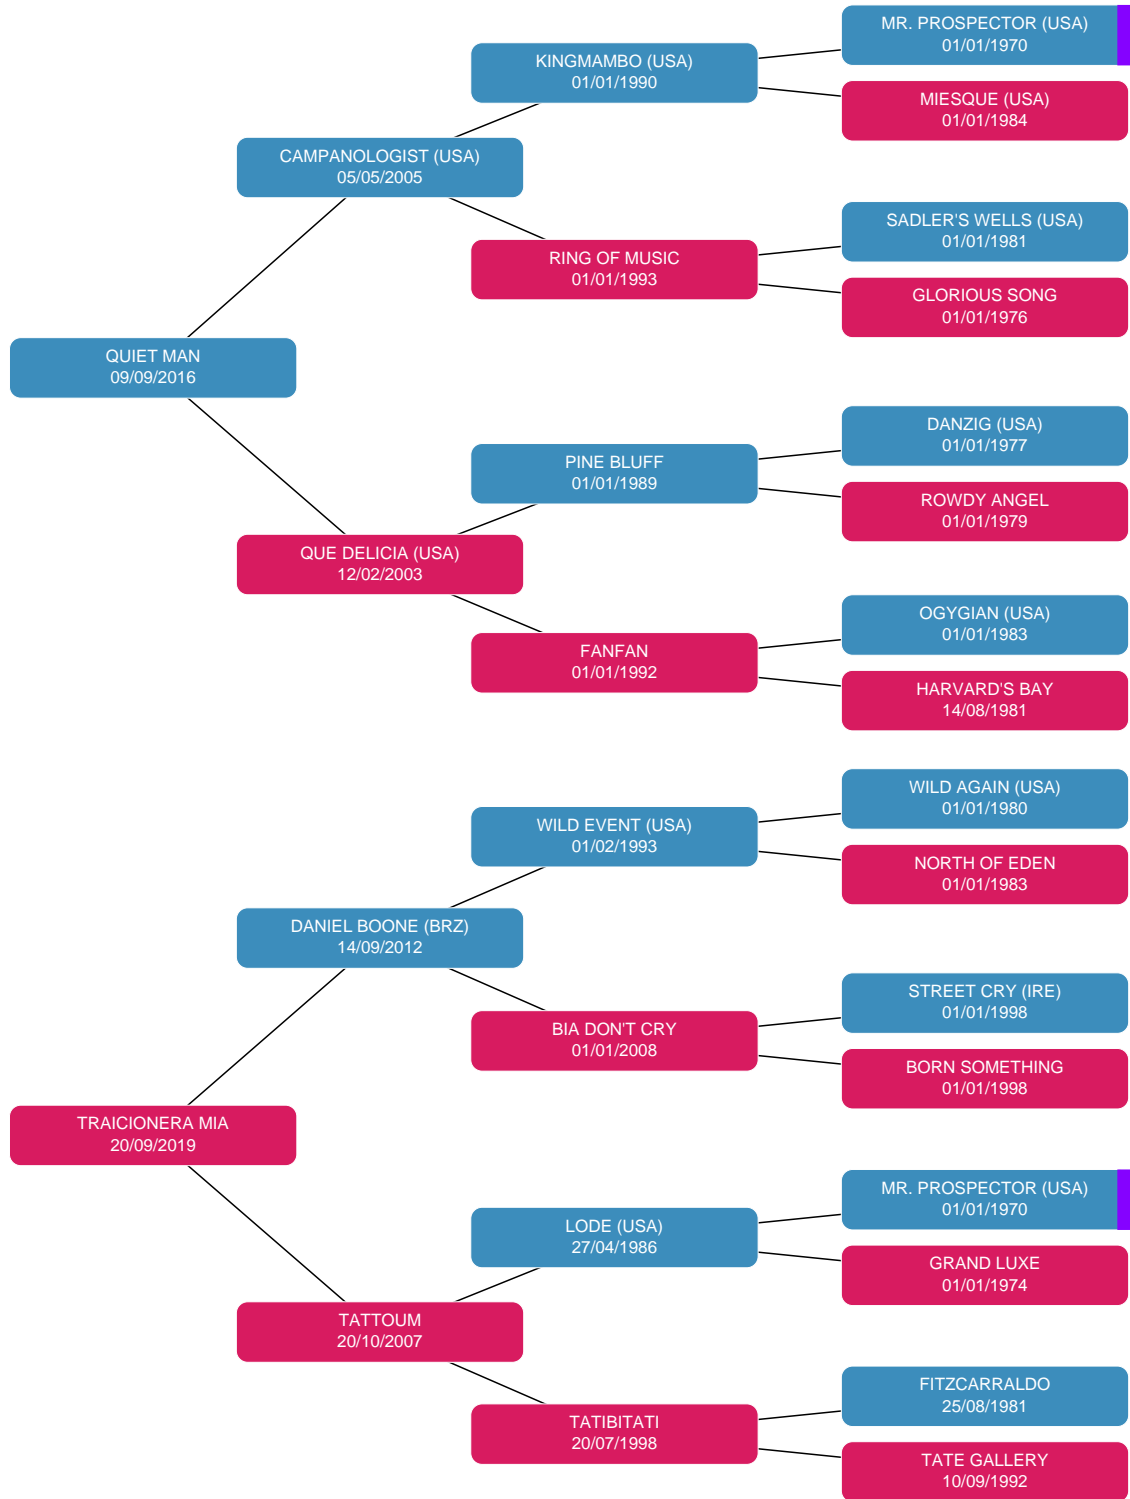 MR. PROSPECTOR (USA)
01/01/1970
KINGMAMBO (USA)
01/01/1990
MIESQUE (USA)
01/01/1984
CAMPANOLOGIST (USA)
05/05/2005
SADLER'S WELLS (USA)
01/01/1981
RING OF MUSIC
01/01/1993
GLORIOUS SONG
01/01/1976
QUIET MAN
09/09/2016
DANZIG (USA)
01/01/1977
PINE BLUFF
01/01/1989
ROWDY ANGEL
01/01/1979
QUE DELICIA (USA)
12/02/2003
OGYGIAN (USA)
01/01/1983
FANFAN
01/01/1992
HARVARD'S BAY
14/08/1981
WILD AGAIN (USA)
01/01/1980
WILD EVENT (USA)
01/02/1993
NORTH OF EDEN
01/01/1983
DANIEL BOONE (BRZ)
14/09/2012
STREET CRY (IRE)
01/01/1998
BIA DON'T CRY
01/01/2008
BORN SOMETHING
01/01/1998
TRAICIONERA MIA
20/09/2019
MR. PROSPECTOR (USA)
01/01/1970
LODE (USA)
27/04/1986
GRAND LUXE
01/01/1974
TATTOUM
20/10/2007
FITZCARRALDO
25/08/1981
TATIBITATI
20/07/1998
TATE GALLERY
10/09/1992